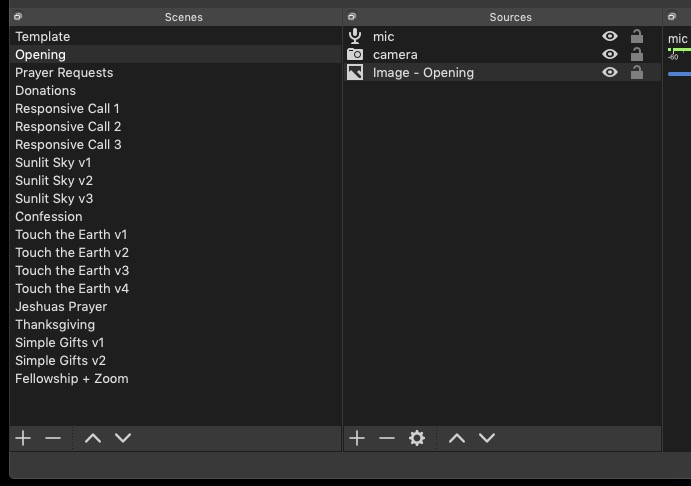 Scenes
Template
Opening
Prayer Requests
Donations
Responsive Call 1
Responsive Call 2
Responsive Call 3
Sunlit Sky v1
Sunlit Sky v2
Sunlit Sky v3
Confession
Touch the Earth v1
Touch the Earth v2
Touch the Earth v3
Touch the Earth v4
Jeshuas Prayer
Thanksgiving
Simple Gifts v1
Simple Gifts v2
Fellowship + Zoom
Sources
mic
camera
Image - Opening
mic
-60